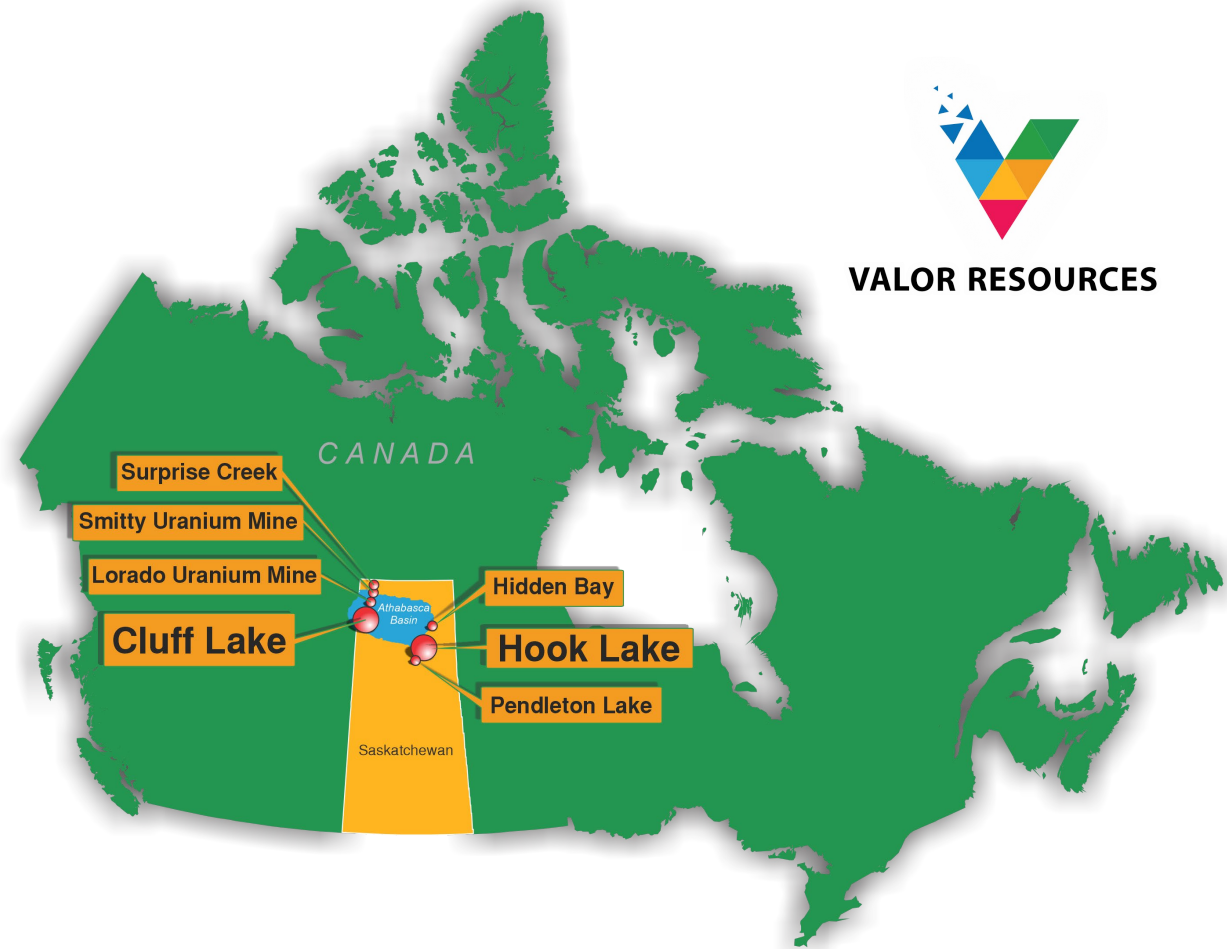 VALOR RESOURCES
CANADA
Surprise Creek
Smitty Uranium Mine
Lorado Uranium Mine
Cluff Lake
Athabasca
Basin
Hidden Bay
Hook Lake
Pendleton Lake
Saskatchewan